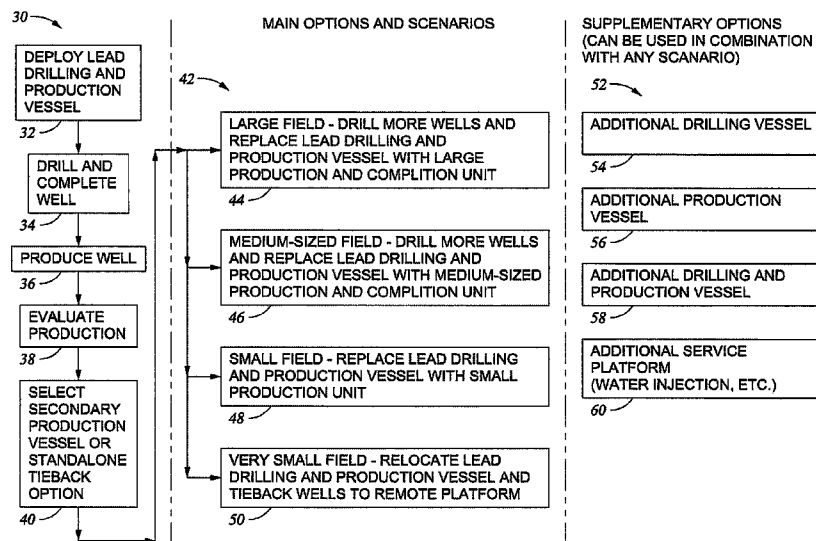 30
DEPLOY LEAD
DRILLING AND
PRODUCTION
VESSEL
32
DRILL AND
COMPLETE
WELL
34
PRODUCE WELL
36
EVALUATE
PRODUCTION
38
SELECT
SECONDARY
PRODUCTION
VESSEL OR
STANDALONE
TIEBACK
OPTION
40
MAIN OPTIONS AND SCENARIOS
42
LARGE FIELD - DRILL MORE WELLS AND
REPLACE LEAD DRILLING AND
PRODUCTION VESSEL WITH LARGE
PRODUCTION AND COMPLITION UNIT
44
MEDIUM-SIZED FIELD - DRILL MORE WELLS
AND REPLACE LEAD DRILLING AND
PRODUCTION VESSEL WITH MEDIUM-SIZED
PRODUCTION AND COMPLITION UNIT
46
SMALL FIELD - REPLACE LEAD DRILLING
AND PRODUCTION VESSEL WITH SMALL
PRODUCTION UNIT
48
VERY SMALL FIELD - RELOCATE LEAD
DRILLING AND PRODUCTION VESSEL AND
TIEBACK WELLS TO REMOTE PLATFORM
50
SUPPLEMENTARY OPTIONS
(CAN BE USED IN COMBINATION
WITH ANY SCANARIO)
52
ADDITIONAL DRILLING VESSEL
54
ADDITIONAL PRODUCTION
VESSEL
56
ADDITIONAL DRILLING AND
PRODUCTION VESSEL
58
ADDITIONAL SERVICE
PLATFORM
(WATER INJECTION, ETC.)
60